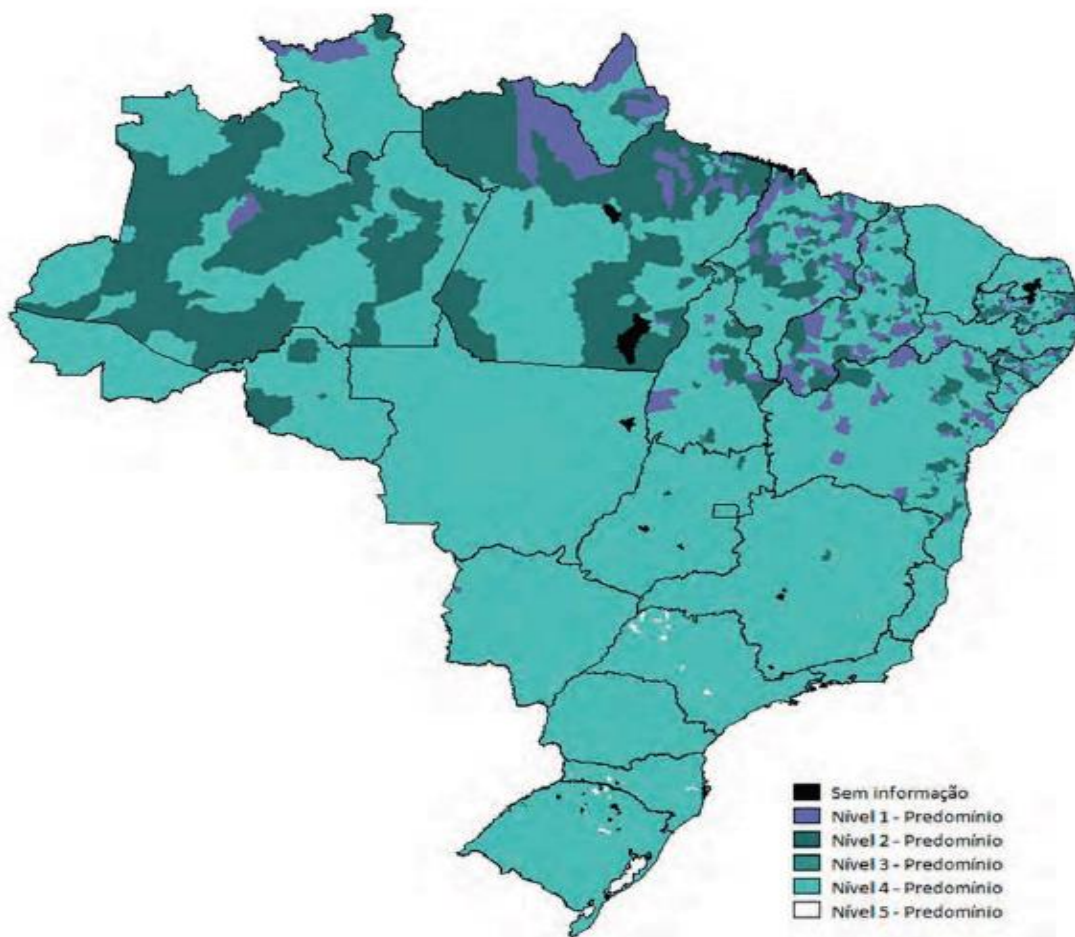 Sem informação
Nível 1 - Predomínio
Nível 2 - Predomínio
Nível 3 - Predomínio
Nível 4 - Predomínio
Nível 5 - Predomínio